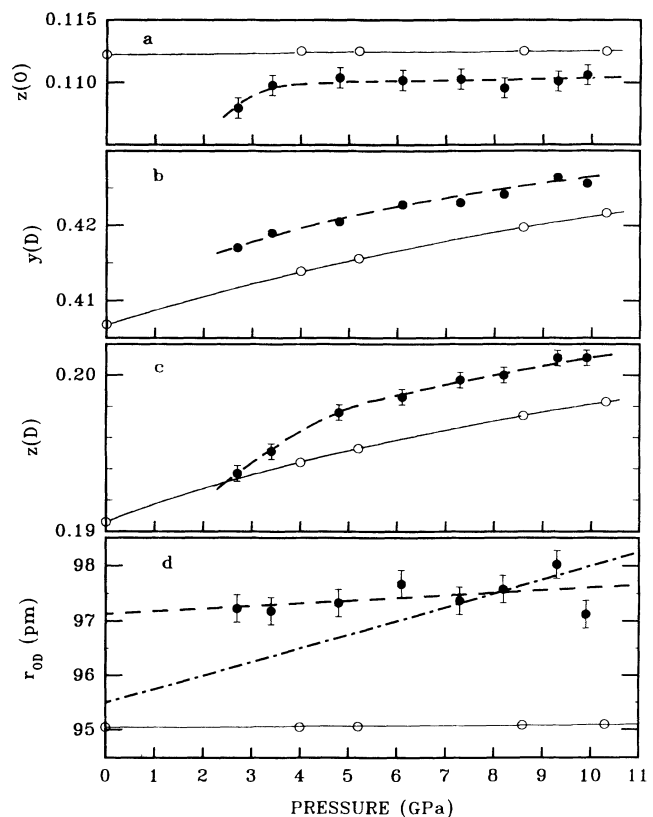 0.115
a
z(O)
0.110
b
y(D)
0.42
0.41
c
0.20
z(D)
0.19
d
98
97
96
95
r_OD (pm)
0 1 2 3 4 5 6 7 8 9 10 11
PRESSURE (GPa)